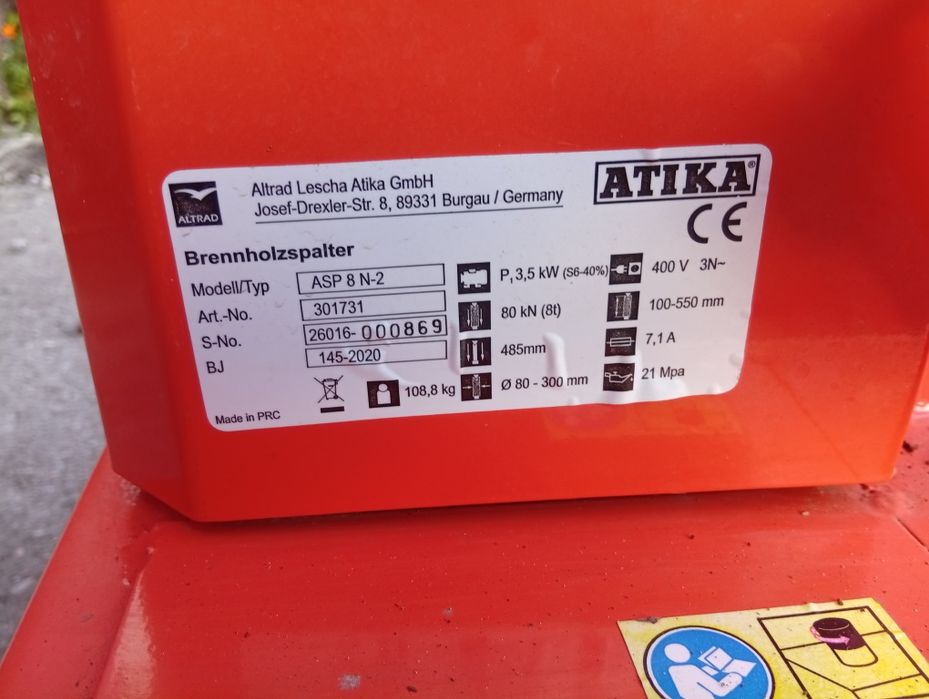 ALTRAD
Altrad Lescha Atika GmbH
Josef-Drexler-Str. 8, 89331 Burgau / Germany
ATIKA®
CE
Brennholzspalter
Modell/Typ ASP 8 N-2
Art.-No. 301731
S-No. 26016-000869
BJ 145-2020
P₁ 3,5 kW (S6-40%)
400 V 3N~
80 kN (8t)
100-550 mm
485mm
7,1 A
108,8 kg
Ø 80 - 300 mm
21 Mpa
Made in PRC